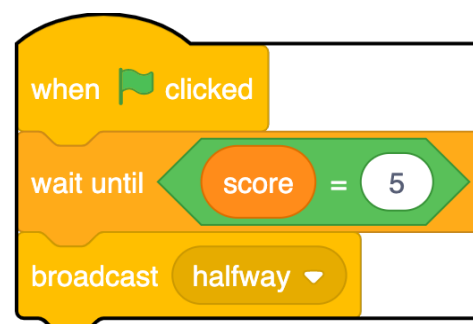 when clicked
wait until score = 5
broadcast halfway